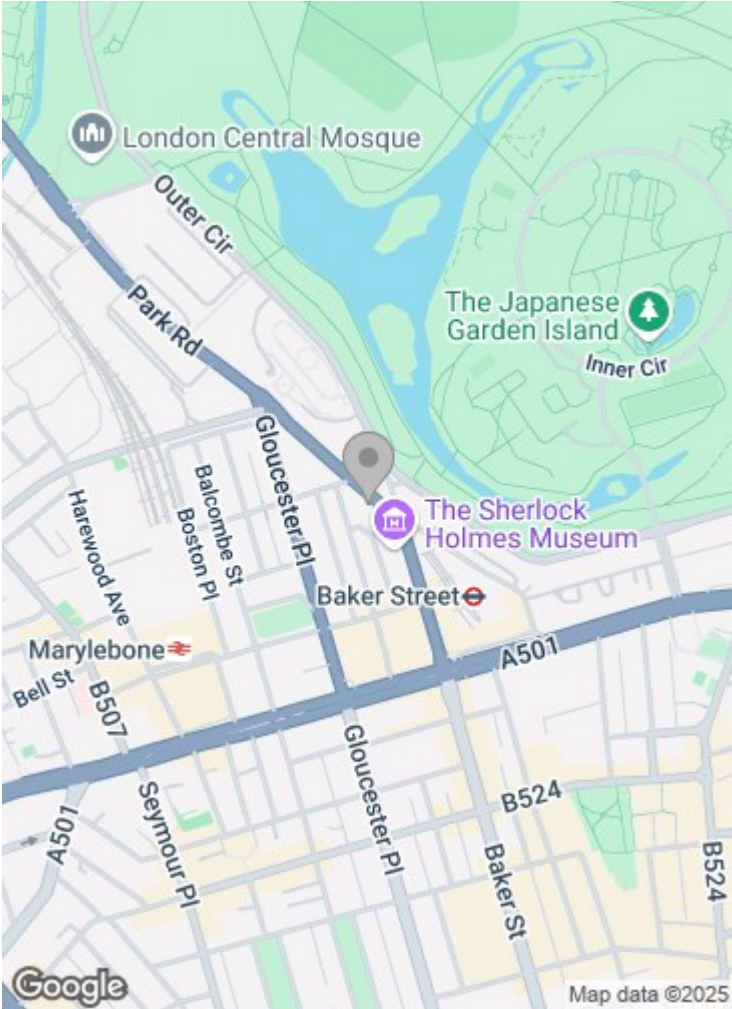 London Central Mosque
Outer Cir
The Japanese
Garden Island
Inner Cir
Park Rd
Gloucester Pl
Balcombe St
Boston Pl
Harewood Ave
The Sherlock
Holmes Museum
Baker Street
Marylebone
A501
Bell St
B507
Gloucester Pl
Seymour Pl
A501
B524
Baker St
B524
Google
Map data ©2025